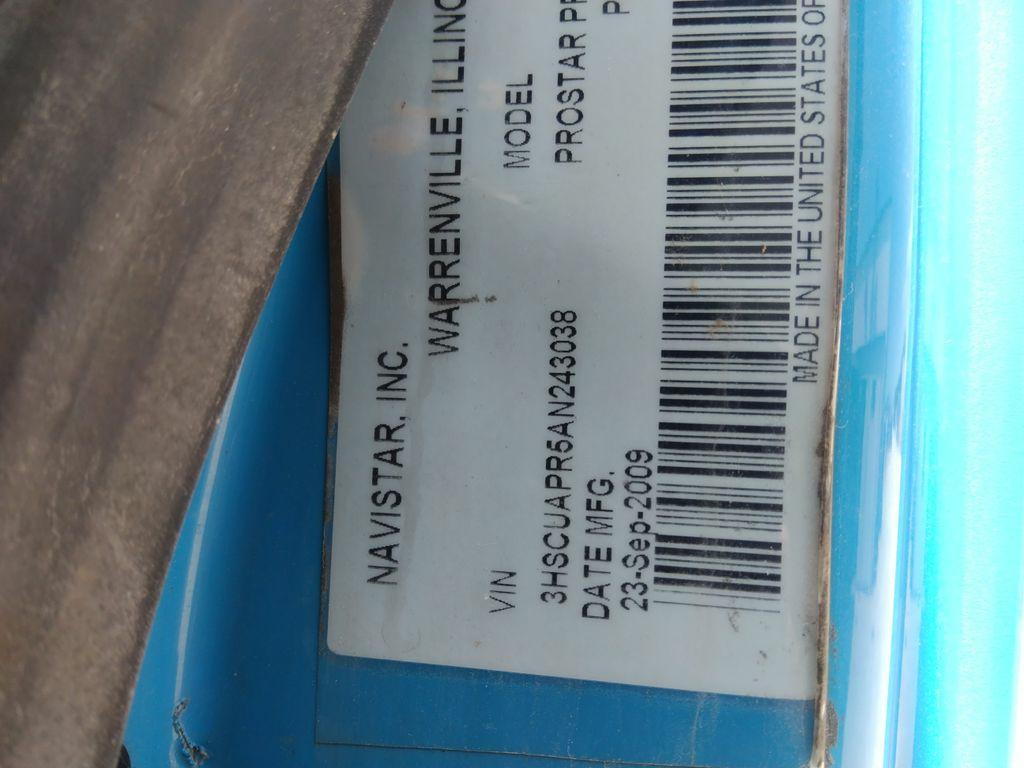 NAVISTAR, INC.
WARRENVILLE,
MODEL
PROSTAR
VIN
3HSCUAPR5AN243038
DATE MFG.
23-Sep-2009
MADE IN THE UNITED STATES OF